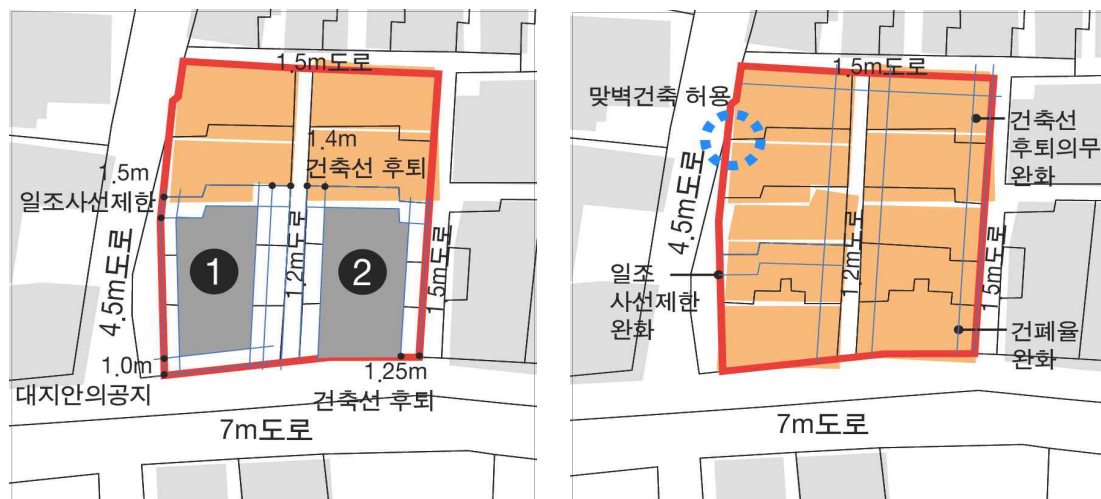 1.5m도로
1.4m
건축선 후퇴
1.5m
일조사선제한
4.5m도로
1
1.2m도로
2
1.5m도로
1.0m
대지안의공지
1.25m
건축선 후퇴
7m도로
1.5m도로
맞벽건축 허용
건축선
후퇴의무
완화
4.5m도로
1.2m도로
1.5m도로
일조
사선제한
완화
건폐율
완화
7m도로